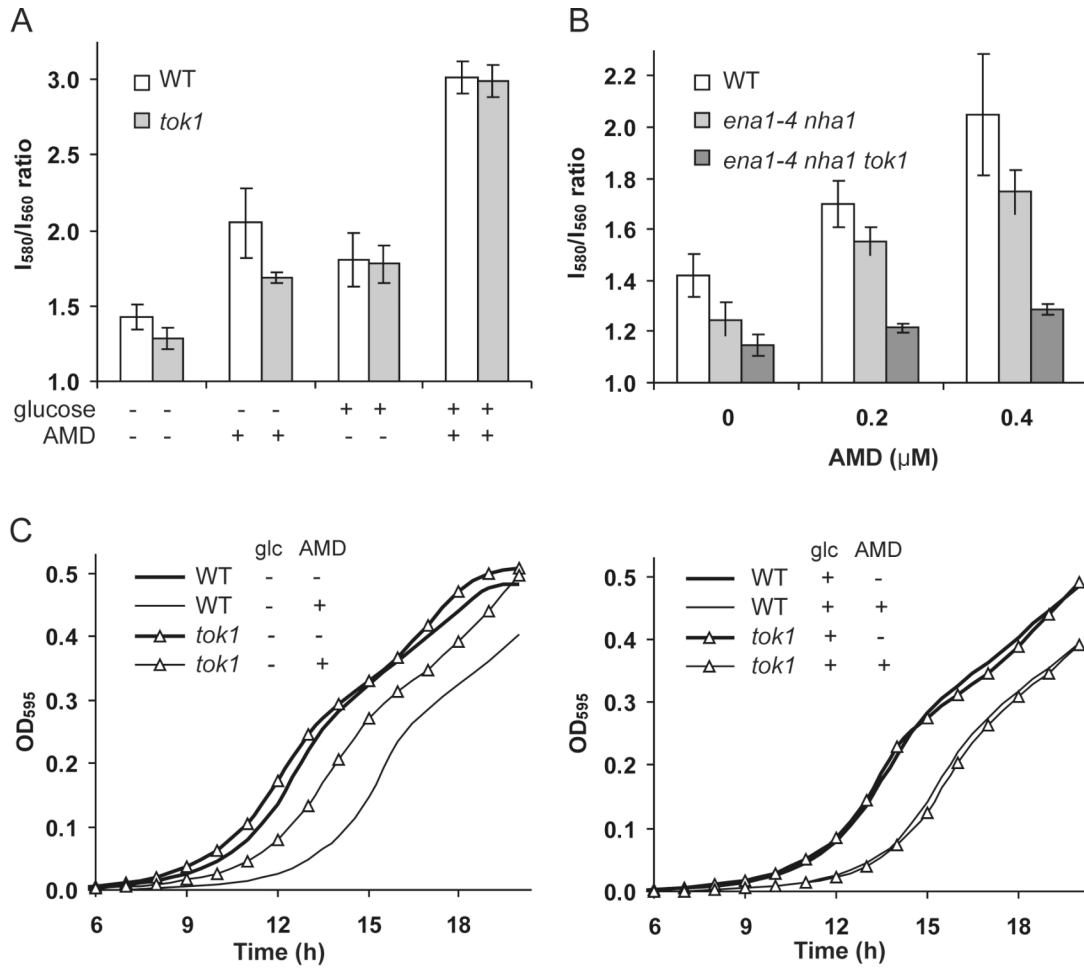 A
I580/I560 ratio
3.0
2.5
2.0
1.5
1.0
WT
tok1
glucose - - - - + + + +
AMD - - + + - - + +
B
I580/I560 ratio
2.2
2.0
1.8
1.6
1.4
1.2
1.0
WT
ena1-4 nha1
ena1-4 nha1 tok1
0 0.2 0.4
AMD (μM)
C
OD595
0.5
0.4
0.3
0.2
0.1
0.0
glc AMD
WT - -
WT - +
tok1 - -
tok1 - +
6 9 12 15 18
Time (h)
OD595
0.5
0.4
0.3
0.2
0.1
0.0
glc AMD
WT + -
WT + +
tok1 + -
tok1 + +
6 9 12 15 18
Time (h)